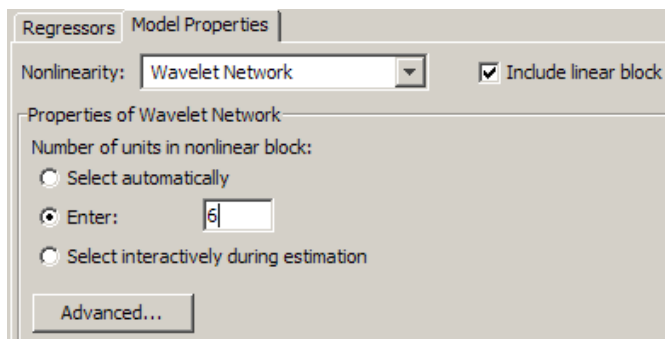 Regressors Model Properties
Nonlinearity: Wavelet Network Include linear block
Properties of Wavelet Network
Number of units in nonlinear block:
Select automatically
Enter: 6
Select interactively during estimation
Advanced...